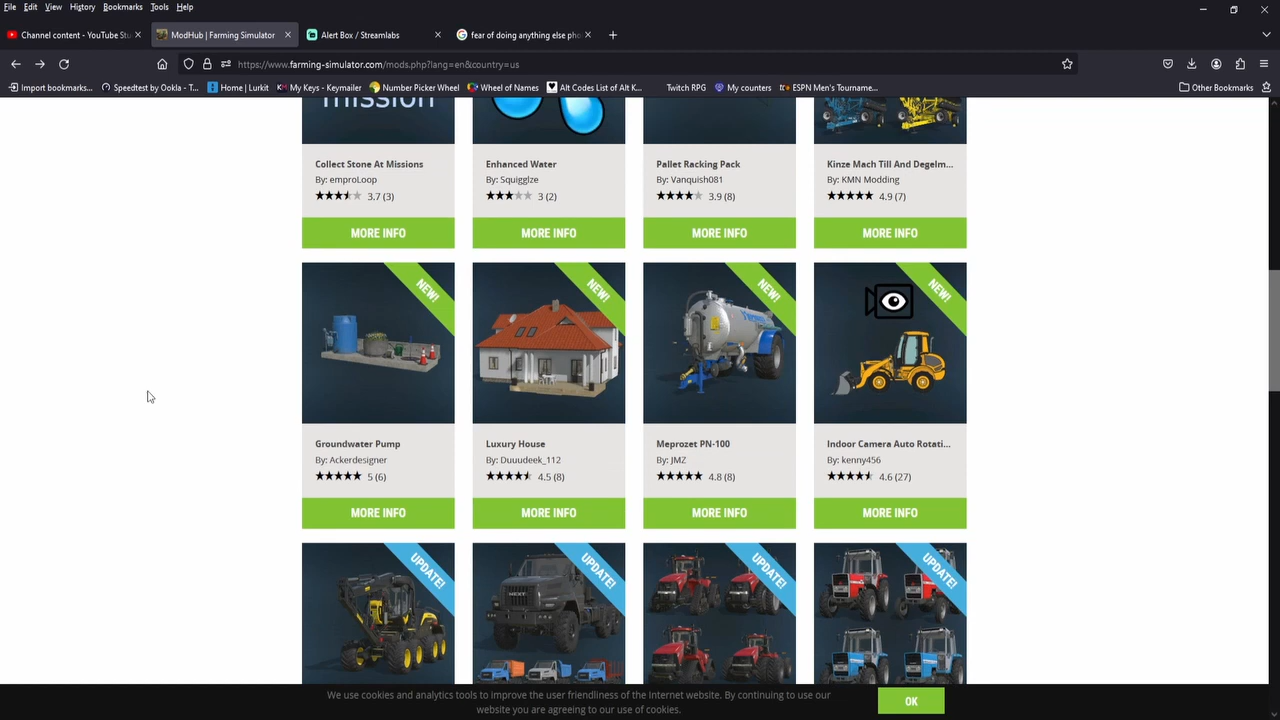 File Edit View History Bookmarks Tools Help
Channel content - YouTube Stu
ModHub | Farming Simulator
Alert Box / Streamlabs
fear of doing anything else pho
https://www.farming-simulator.com/mods.php?lang=en&country=us
Import bookmarks...
Speedtest by Ookla - T...
Home | Lurkit
My Keys - Keymailer
Number Picker Wheel
Wheel of Names
Alt Codes List of Alt K...
Twitch RPG
My counters
ESPN Men's Tourname...
Other Bookmarks
mission
Collect Stone At Missions
By: emproLoop
3.7 (3)
MORE INFO
Enhanced Water
By: Squigglze
3 (2)
MORE INFO
Pallet Racking Pack
By: Vanquish081
3.9 (8)
MORE INFO
Kinze Mach Till And Degelm...
By: KMN Modding
4.9 (7)
MORE INFO
NEW!
Groundwater Pump
By: Ackerdesigner
5 (6)
MORE INFO
NEW!
Luxury House
By: Duuudeek_112
4.5 (8)
MORE INFO
NEW!
Meprozet PN-100
By: JMZ
4.8 (8)
MORE INFO
NEW!
Indoor Camera Auto Rotati...
By: kenny456
4.6 (27)
MORE INFO
UPDATE!
UPDATE!
NEXT
UPDATE!
UPDATE!
We use cookies and analytics tools to improve the user friendliness of the Internet website. By continuing to use our
website you are agreeing to our use of cookies.
OK